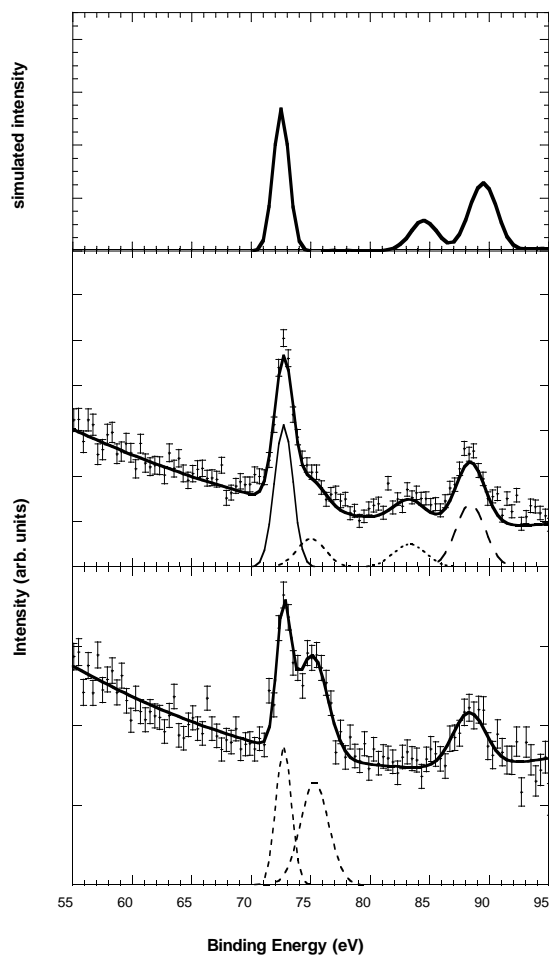 simulated intensity
Intensity (arb. units)
55 60 65 70 75 80 85 90 95
Binding Energy (eV)